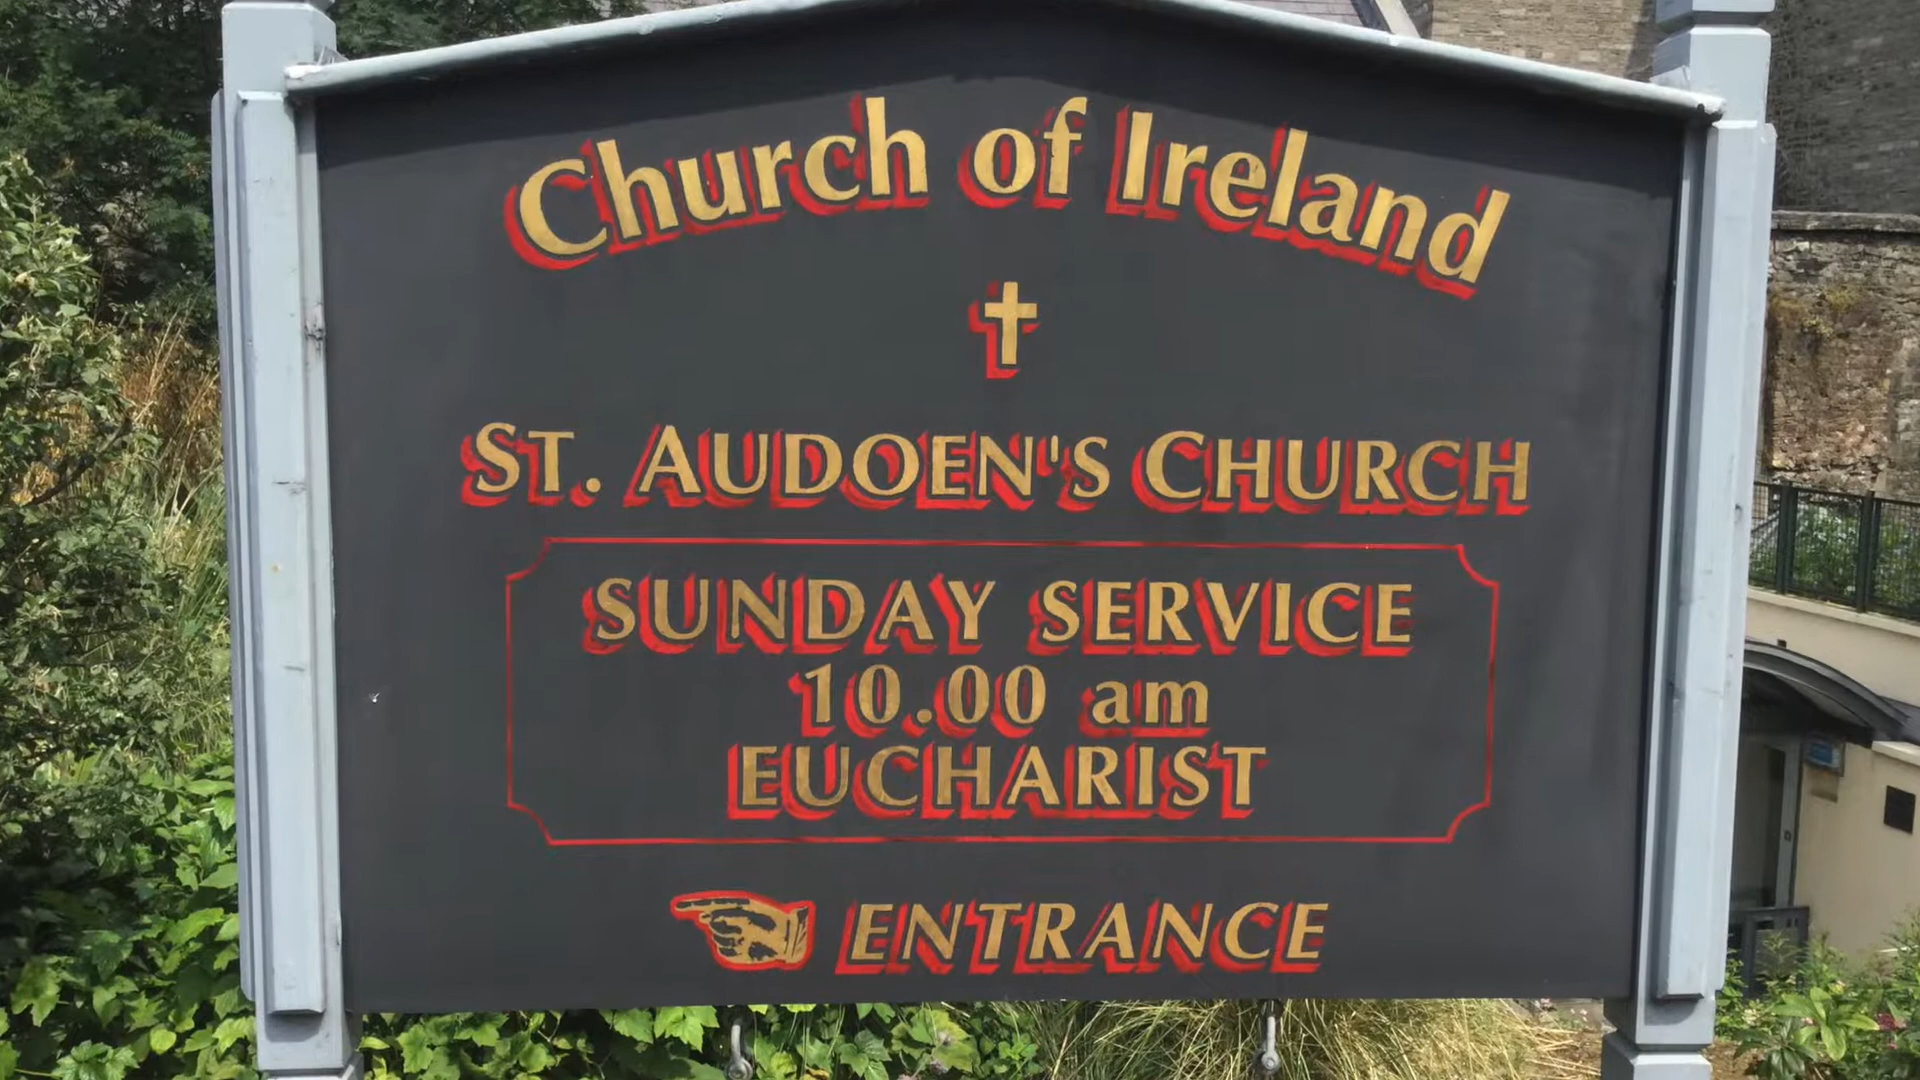 Church of Ireland
ST. AUDOEN'S CHURCH
SUNDAY SERVICE
10.00 am
EUCHARIST
ENTRANCE